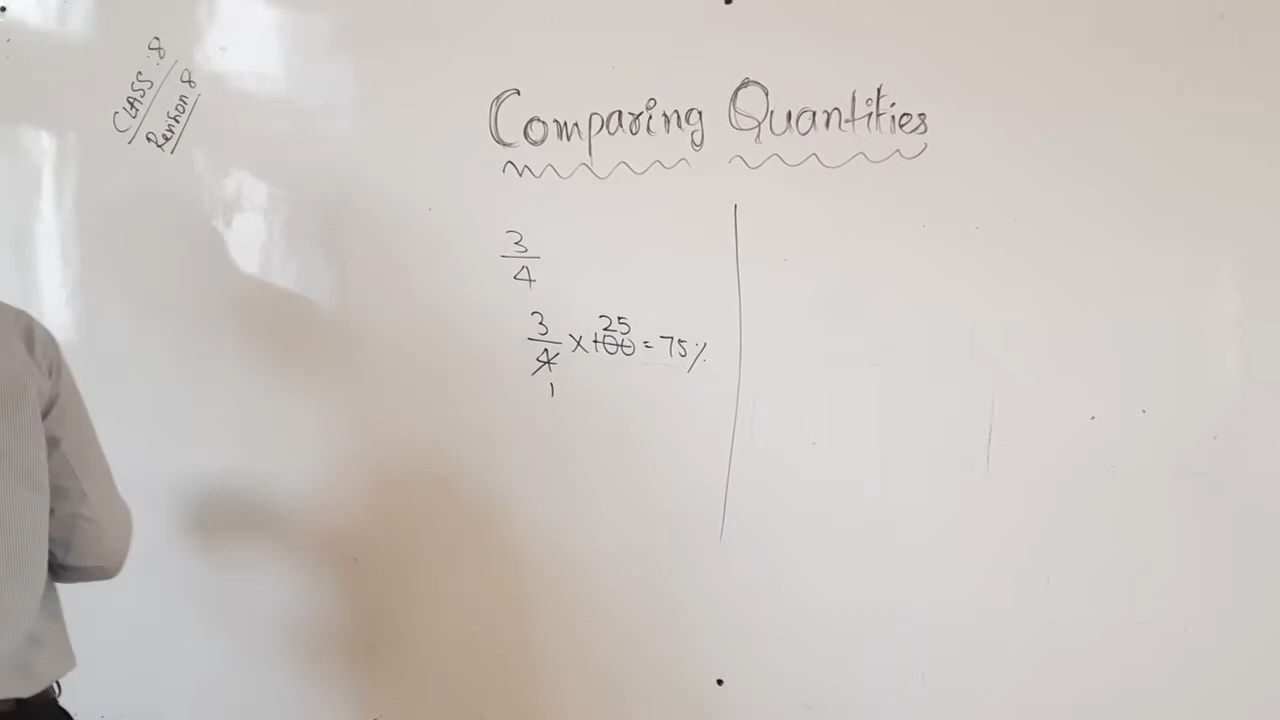 CLASS : 8
Revision 8
Comparing Quantities
3
4
25
3/4 × 100 = 75%
1